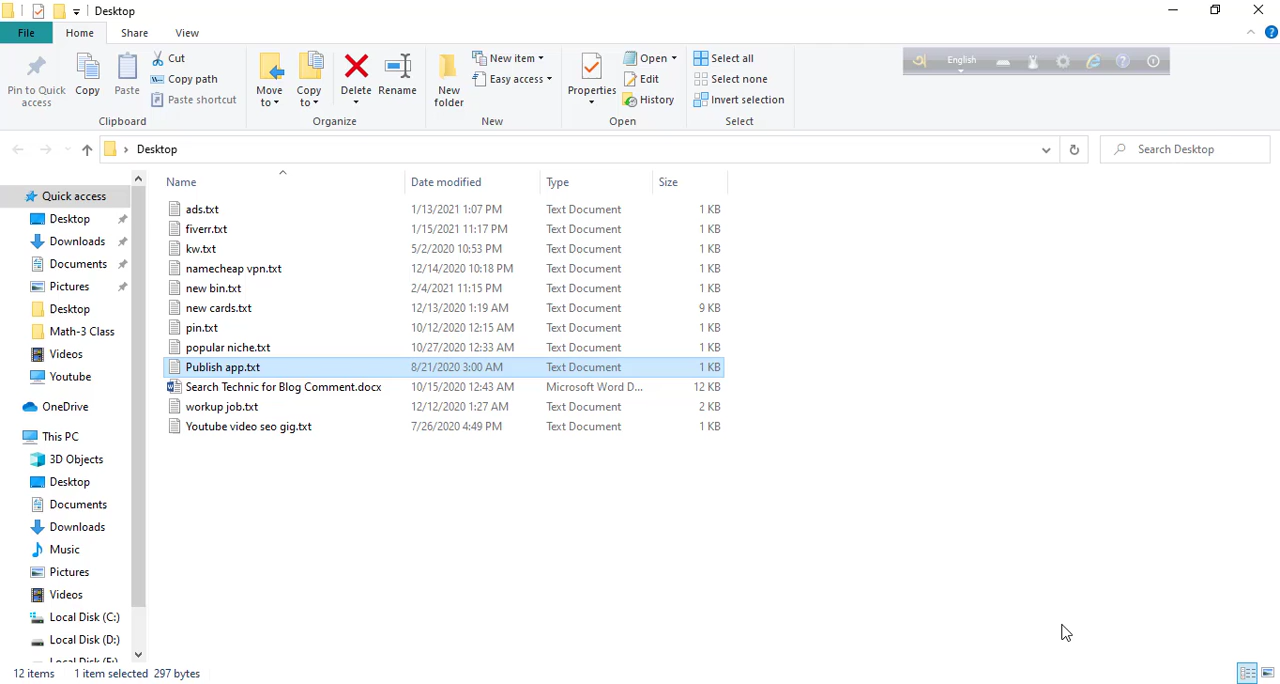 Desktop
File Home Share View
Pin to Quick access
Copy
Paste
Cut
Copy path
Paste shortcut
Clipboard
Move to
Copy to
Delete
Rename
Organize
New folder
New item
Easy access
New
Properties
Open
Edit
History
Open
Select all
Select none
Invert selection
Select
অ English
Desktop
Search Desktop
Name Date modified Type Size
ads.txt 1/13/2021 1:07 PM Text Document 1 KB
fiverr.txt 1/15/2021 11:17 PM Text Document 1 KB
kw.txt 5/2/2020 10:53 PM Text Document 1 KB
namecheap vpn.txt 12/14/2020 10:18 PM Text Document 1 KB
new bin.txt 2/4/2021 11:15 PM Text Document 1 KB
new cards.txt 12/13/2020 1:19 AM Text Document 9 KB
pin.txt 10/12/2020 12:15 AM Text Document 1 KB
popular niche.txt 10/27/2020 12:33 AM Text Document 1 KB
Publish app.txt 8/21/2020 3:00 AM Text Document 1 KB
Search Technic for Blog Comment.docx 10/15/2020 12:43 AM Microsoft Word D... 12 KB
workup job.txt 12/12/2020 1:27 AM Text Document 2 KB
Youtube video seo gig.txt 7/26/2020 4:49 PM Text Document 1 KB
Quick access
Desktop
Downloads
Documents
Pictures
Desktop
Math-3 Class
Videos
Youtube
OneDrive
This PC
3D Objects
Desktop
Documents
Downloads
Music
Pictures
Videos
Local Disk (C:)
Local Disk (D:)
Local Disk (E:)
12 items 1 item selected 297 bytes